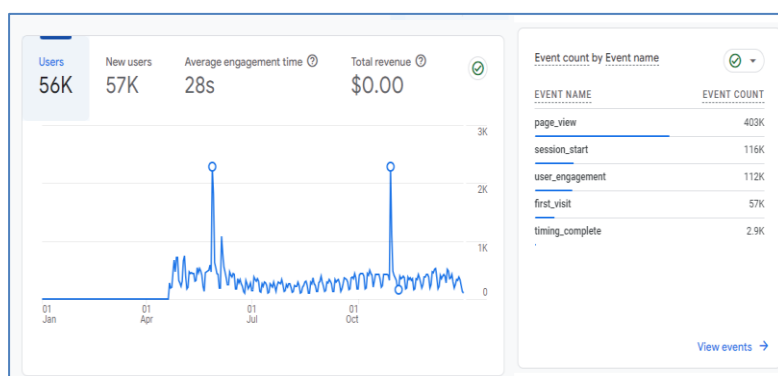 Users New users Average engagement time Total revenue
56K 57K 28s $0.00
3K
2K
1K
0
01 Jan 01 Apr 01 Jul 01 Oct
Event count by Event name
EVENT NAME EVENT COUNT
page_view 403K
session_start 116K
user_engagement 112K
first_visit 57K
timing_complete 2.9K
View events